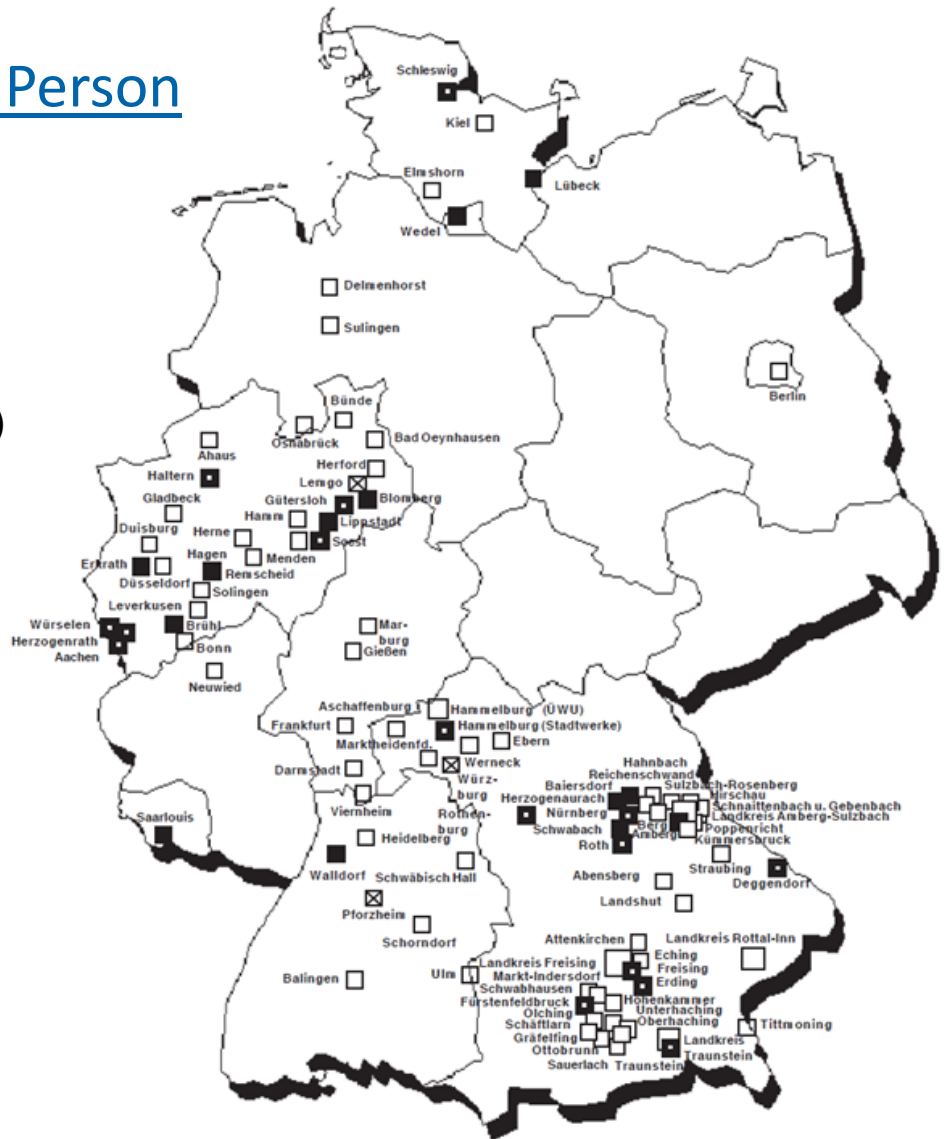 Person
Schleswig
Kiel
Elmshorn
Lübeck
Wedel
Delmenhorst
Sulingen
Berlin
)
Bünde
Osnabrück
Bad Oeynhausen
Ahaus
Herford
Haltern
Lemgo
Gladbeck
Gütersloh
Blomberg
Hamm
Lippstadt
Duisburg
Herne
Soest
Hagen
Menden
Erkrath
Remscheid
Düsseldorf
Solingen
Leverkusen
Würselen
Brühl
Mar-
burg
Herzogenrath
Bonn
Aachen
Gießen
Neuwied
Aschaffenburg
Hammelburg (ÜWU)
Frankfurt
Hammelburg (Stadtwerke)
Marktheidenfd.
Ebern
Werneck
Darmstadt
Würz-
burg
Hahnbach
Reichenschwand
Sulzbach-Rosenberg
Baiersdorf
Hirschau
Viernheim
Herzogenaurach
Schnaittenbach u. Gebenbach
Rothen-
burg
Nürnberg
Landkreis Amberg-Sulzbach
Saarlouis
Berg
Poppenricht
Schwabach
Amberg
Heidelberg
Kümmersbruck
Roth
Walldorf
Schwäbisch Hall
Straubing
Deggendorf
Abensberg
Pforzheim
Landshut
Schorndorf
Attenkirchen
Landkreis Rottal-Inn
Eching
Landkreis Freising
Freising
Ulm
Markt-Indersdorf
Balingen
Erding
Schwabhausen
Fürstenfeldbruck
Hohenkammer
Unterhaching
Olching
Oberhaching
Tittmoning
Schäftlarn
Gräfelfing
Landkreis
Traunstein
Ottobrunn
Sauerlach
Traunstein